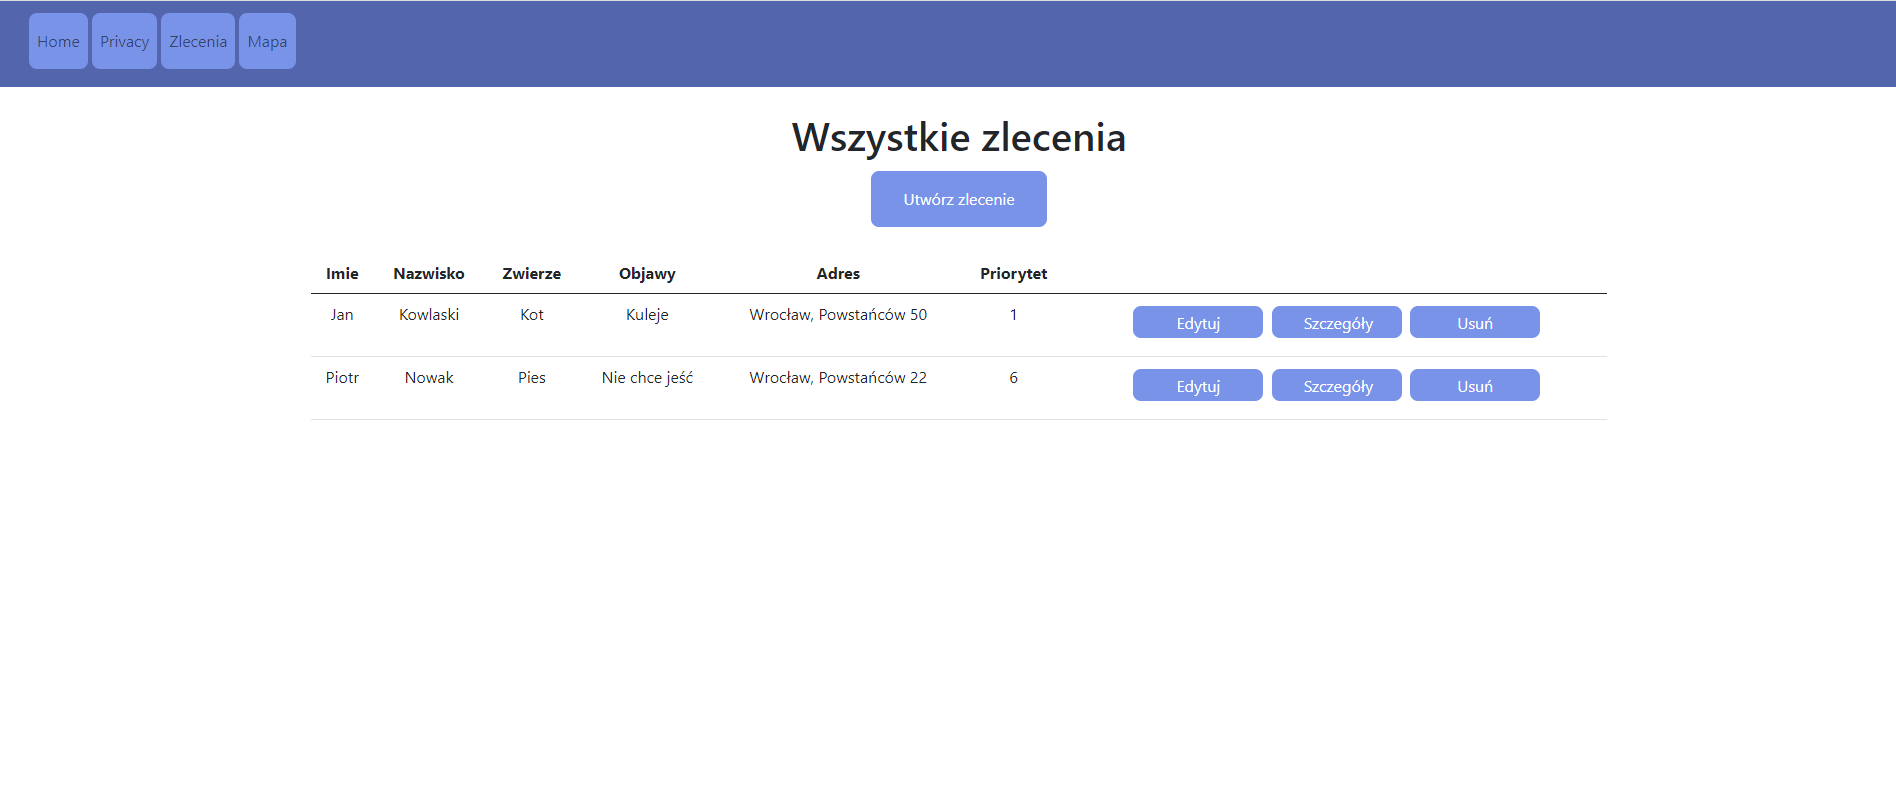 Home Privacy Zlecenia Mapa
Wszystkie zlecenia
Utwórz zlecenie
Imie Nazwisko Zwierze Objawy Adres Priorytet
Jan Kowlaski Kot Kuleje Wrocław, Powstańców 50 1 Edytuj Szczegóły Usuń
Piotr Nowak Pies Nie chce jeść Wrocław, Powstańców 22 6 Edytuj Szczegóły Usuń